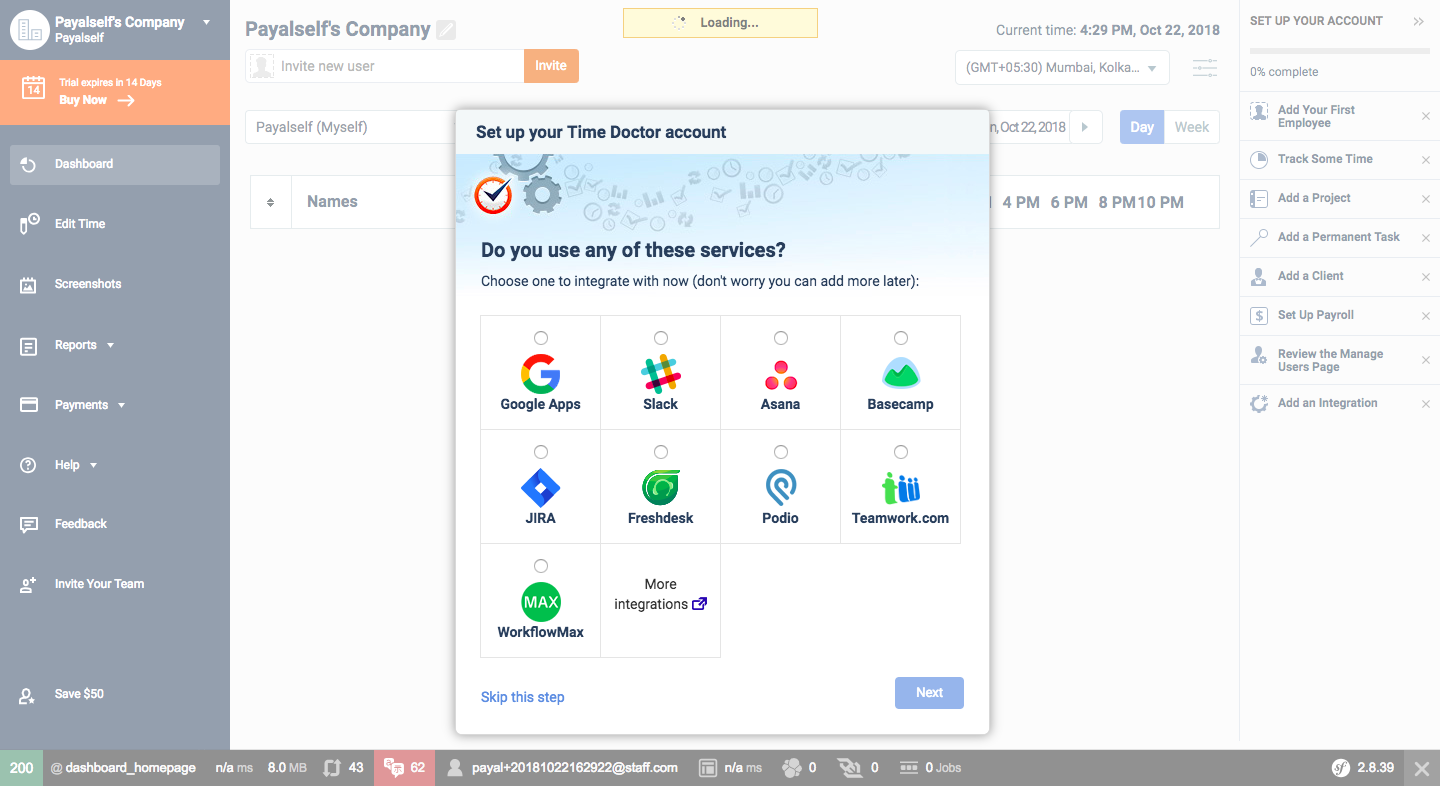 Payalself's Company
Payalself
14
Trial expires in 14 Days
Buy Now
Dashboard
Edit Time
Screenshots
Reports
Payments
Help
Feedback
Invite Your Team
Save $50
Payalself's Company
Loading...
Current time: 4:29 PM, Oct 22, 2018
Invite new user
Invite
(GMT+05:30) Mumbai, Kolka...
Payalself (Myself)
n, Oct 22, 2018
Day
Week
Names
4 PM 6 PM 8 PM 10 PM
Set up your Time Doctor account
Do you use any of these services?
Choose one to integrate with now (don't worry you can add more later):
Google Apps
Slack
Asana
Basecamp
JIRA
Freshdesk
Podio
Teamwork.com
MAX
WorkflowMax
More
integrations
Skip this step
Next
SET UP YOUR ACCOUNT
0% complete
Add Your First
Employee
Track Some Time
Add a Project
Add a Permanent Task
Add a Client
$
Set Up Payroll
Review the Manage
Users Page
Add an Integration
200 @ dashboard_homepage n/a ms 8.0 MB 43 62 payal+20181022162922@staff.com n/a ms 0 0 0 Jobs sf 2.8.39